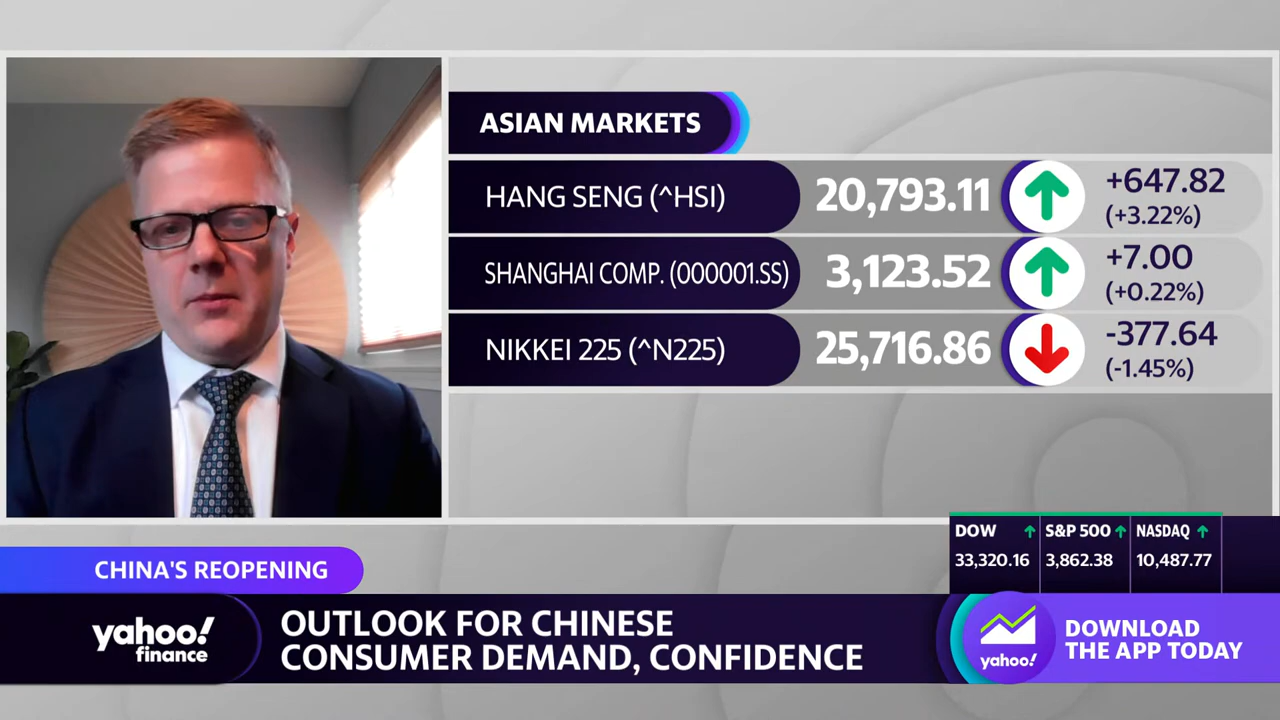 ASIAN MARKETS
HANG SENG (^HSI) 20,793.11 +647.82
(+3.22%)
SHANGHAI COMP. (000001.SS) 3,123.52 +7.00
(+0.22%)
NIKKEI 225 (^N225) 25,716.86 -377.64
(-1.45%)
DOW S&P 500 NASDAQ
33,320.16 3,862.38 10,487.77
CHINA'S REOPENING
yahoo!
finance
OUTLOOK FOR CHINESE
CONSUMER DEMAND, CONFIDENCE
yahoo!
DOWNLOAD
THE APP TODAY